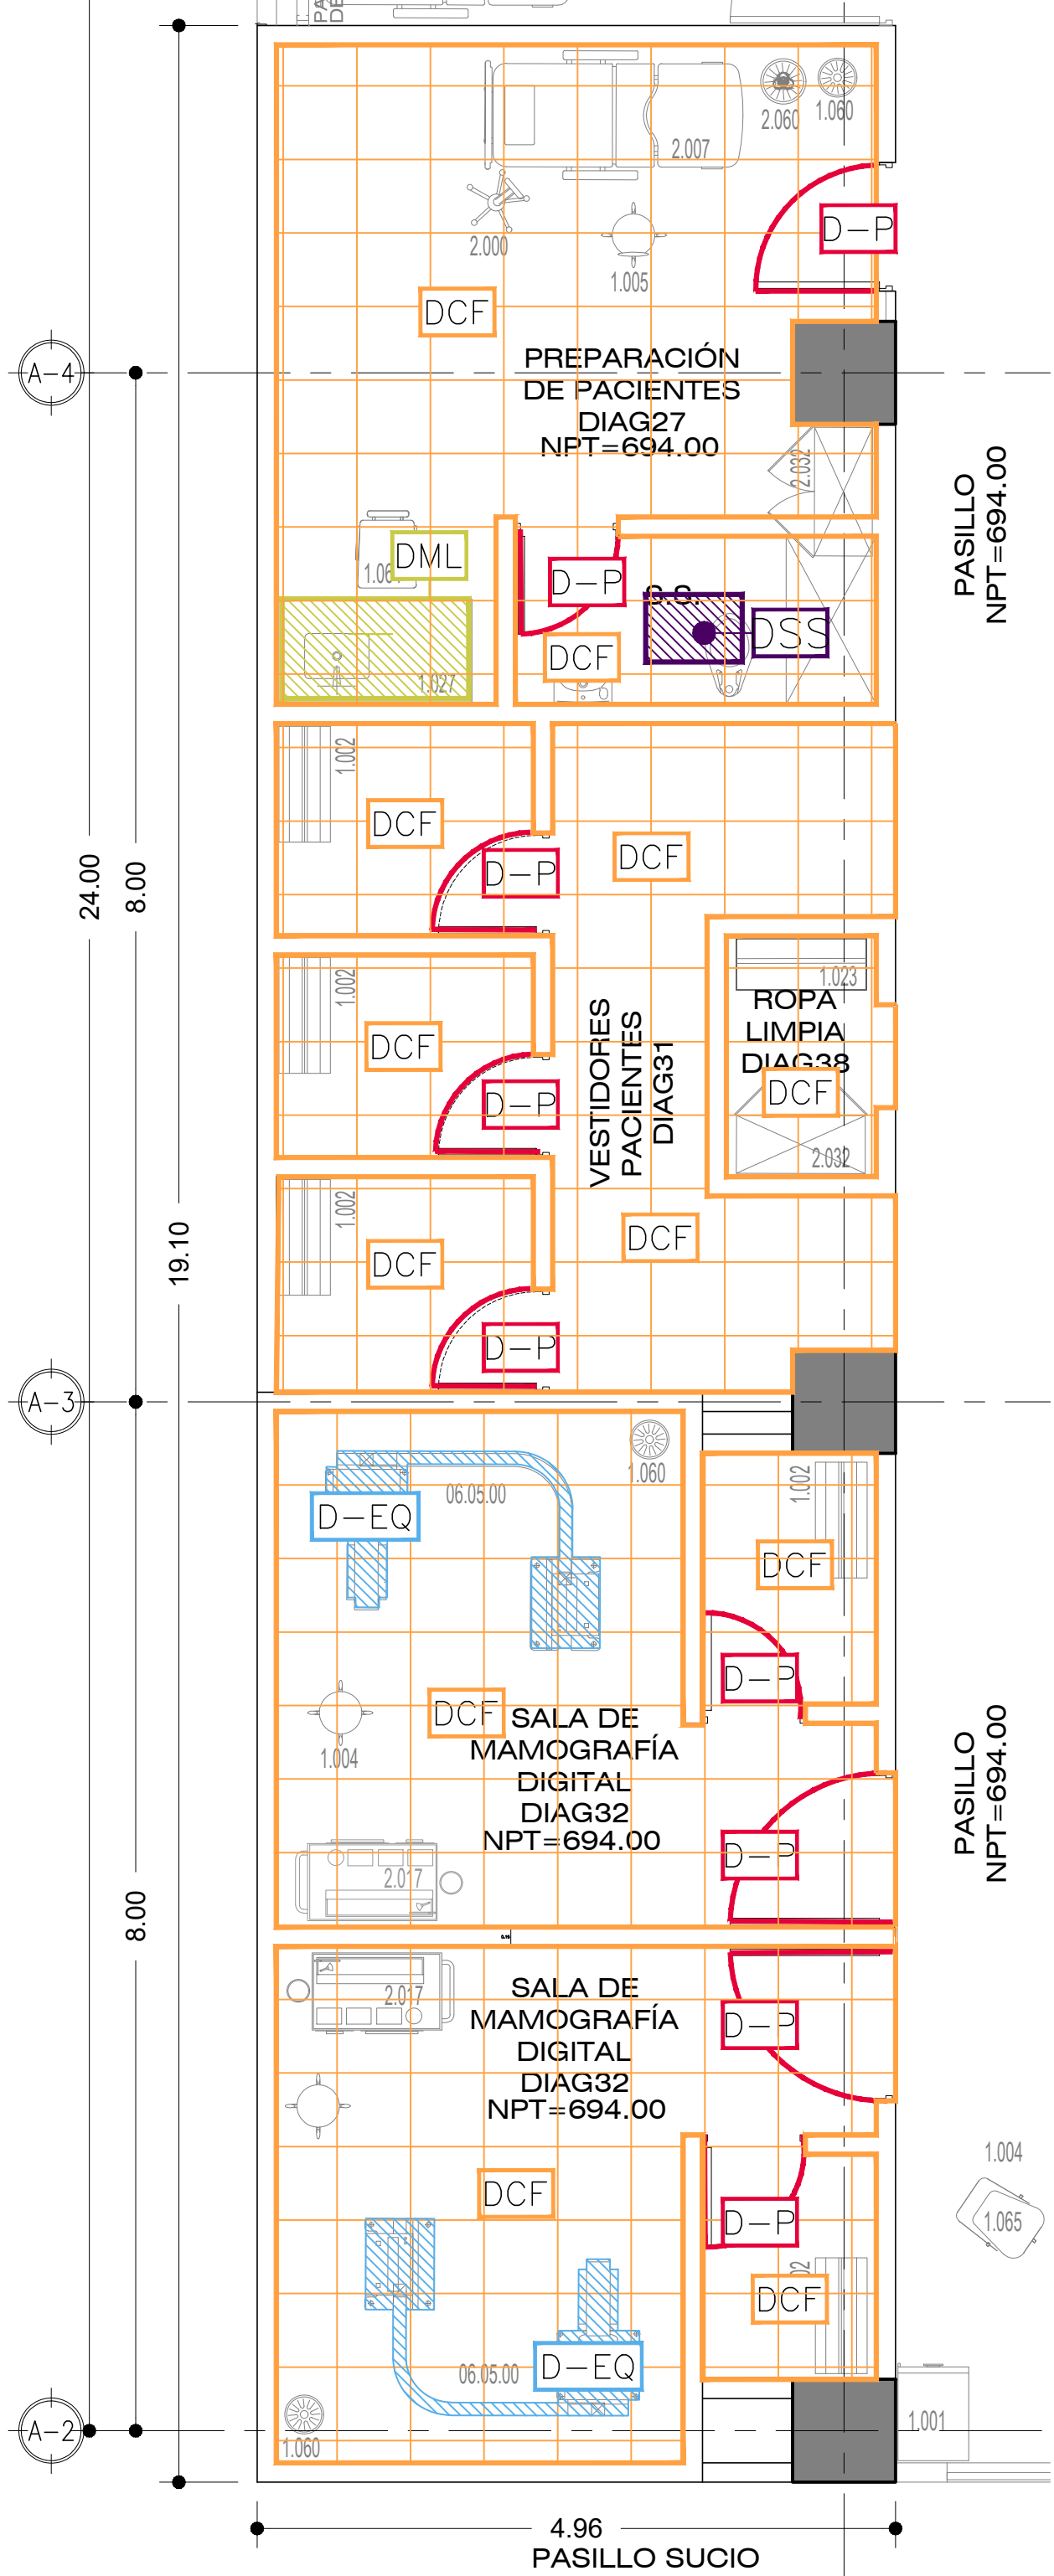 PA
DE
2.007
2.060
1.060
D-P
2.000
1.005
DCF
A-4
PREPARACIÓN
DE PACIENTES
DIAG27
NPT=694.00
2.032
PASILLO
NPT=694.00
DML
D-P
S.S.
DSS
DCF
1.027
1.002
DCF
D-P
DCF
24.00
8.00
1.002
DCF
D-P
VESTIDORES
PACIENTES
DIAG31
1.023
ROPA
LIMPIA
DIAG38
DCF
2.032
19.10
1.002
DCF
DCF
D-P
A-3
1.060
06.05.00
D-EQ
1.002
DCF
D-P
1.004
DCF
SALA DE
MAMOGRAFÍA
DIGITAL
DIAG32
NPT=694.00
PASILLO
NPT=694.00
D-P
2.017
8.00
2.017
SALA DE
MAMOGRAFÍA
DIGITAL
DIAG32
NPT=694.00
D-P
1.004
1.065
DCF
D-P
DCF
D-EQ
06.05.00
1.060
1.001
A-2
4.96
PASILLO SUCIO